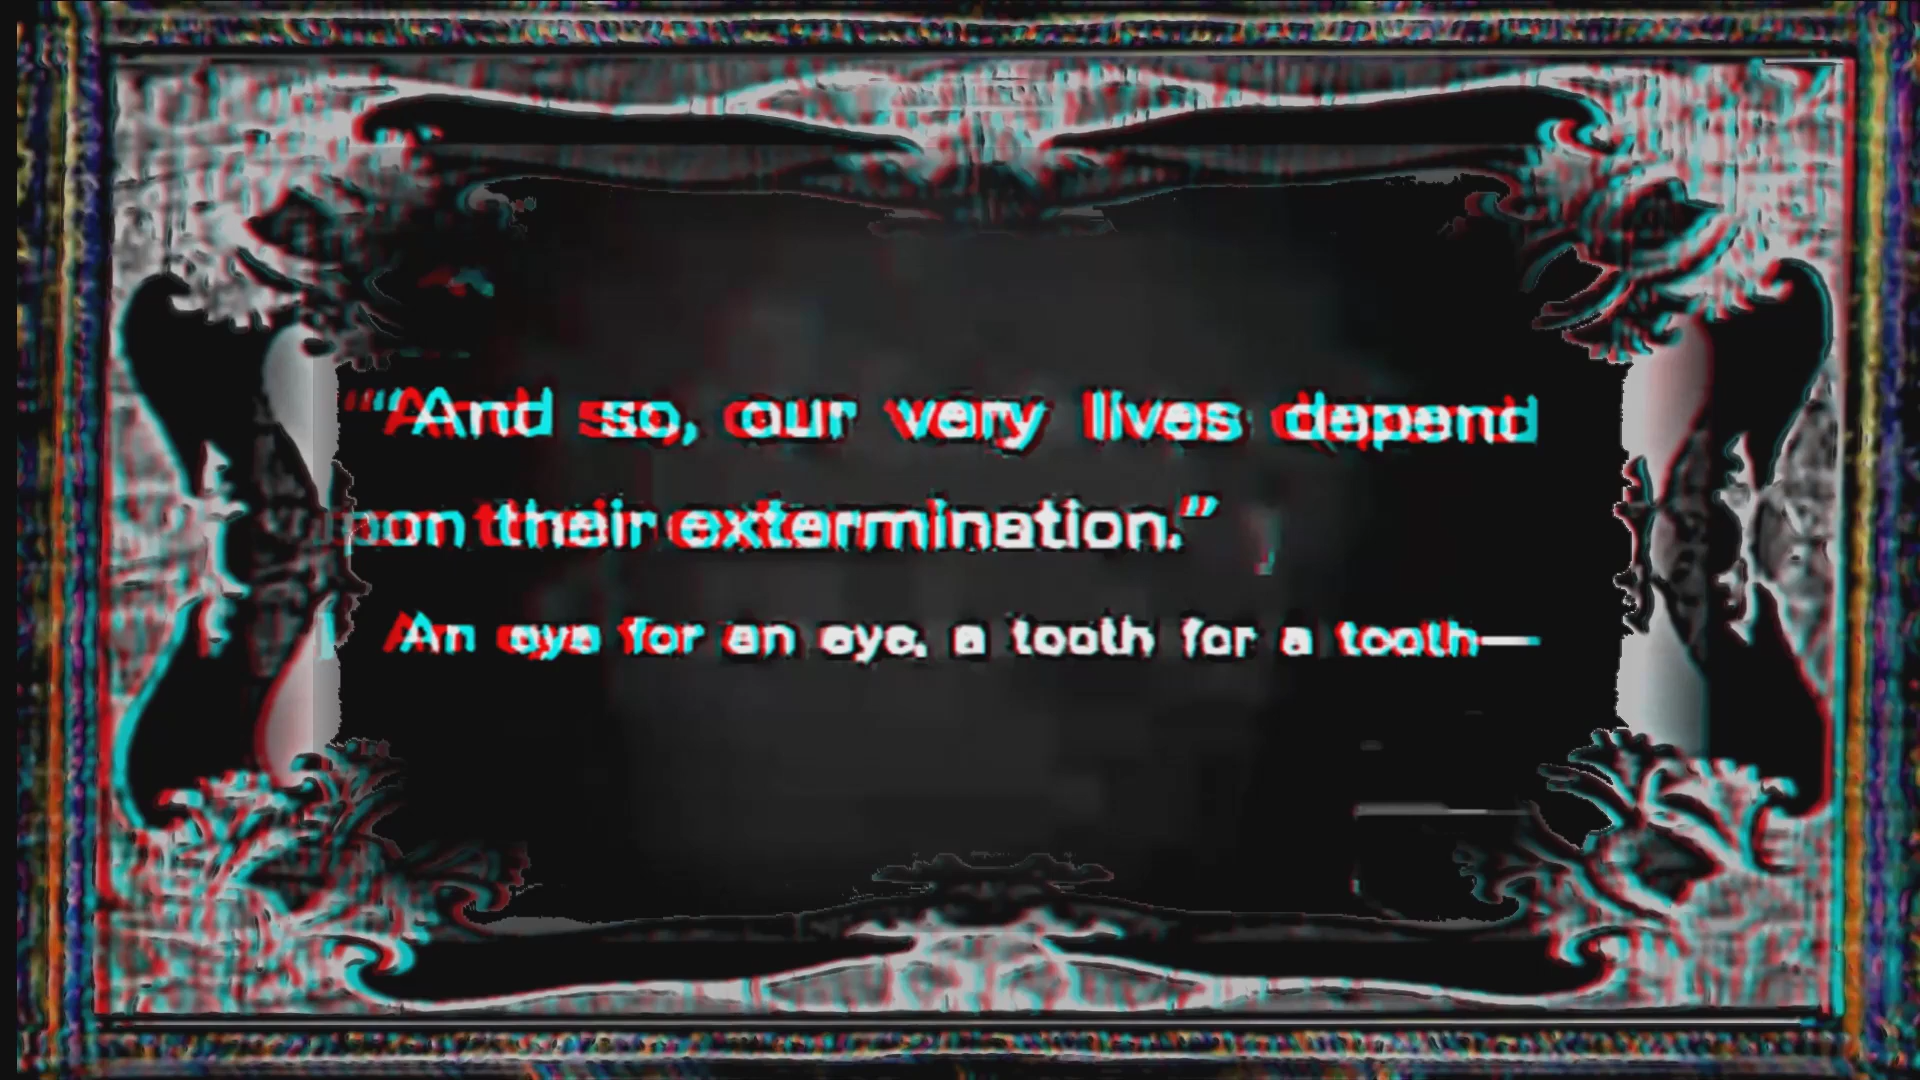 "And so, our very lives depend
upon their extermination."
An eye for an eye, a tooth for a tooth—